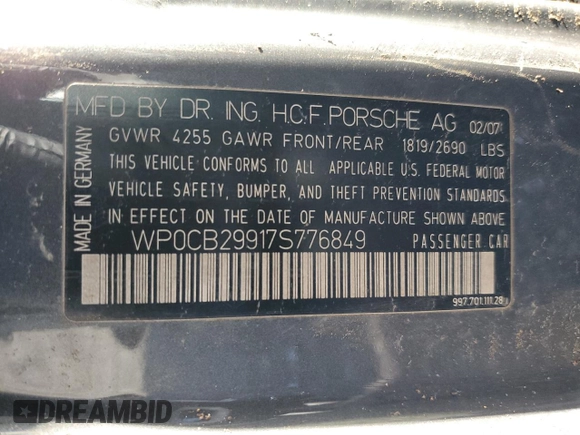 MFD BY DR. ING. H.C.F. PORSCHE AG 02/07
GVWR 4255 GAWR FRONT/REAR 1819/2690 LBS
THIS VEHICLE CONFORMS TO ALL APPLICABLE U.S. FEDERAL MOTOR
VEHICLE SAFETY, BUMPER, AND THEFT PREVENTION STANDARDS
IN EFFECT ON THE DATE OF MANUFACTURE SHOWN ABOVE
WP0CB29917S776849 PASSENGER CAR
997.701.111.28
MADE IN GERMANY
DREAMBID